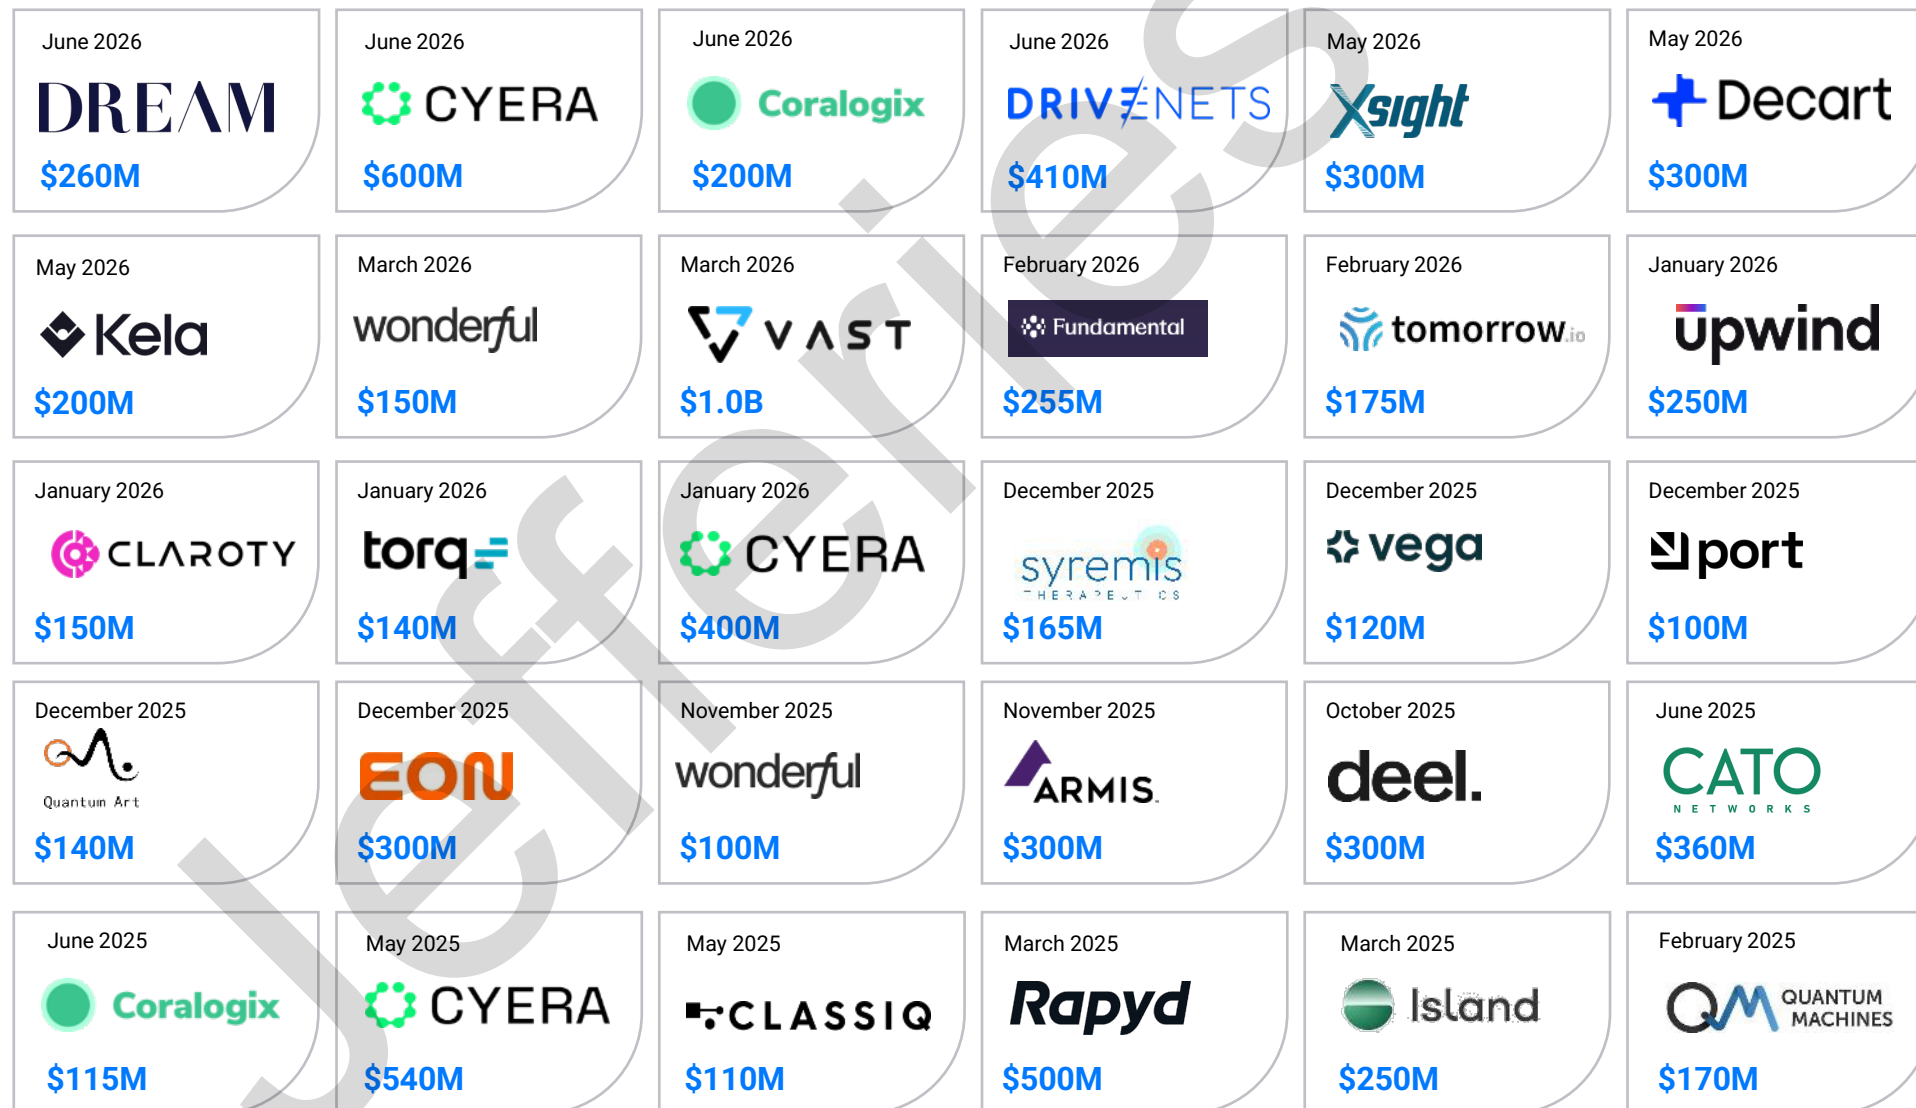 June 2026
DREAM
$260M
June 2026
CYERA
$600M
June 2026
Coralogix
$200M
June 2026
DRIVENETS
$410M
May 2026
Xsight
$300M
May 2026
Decart
$300M
May 2026
Kela
$200M
March 2026
wonderful
$150M
March 2026
VAST
$1.0B
February 2026
Fundamental
$255M
February 2026
tomorrow.io
$175M
January 2026
upwind
$250M
January 2026
CLAROTY
$150M
January 2026
torq
$140M
January 2026
CYERA
$400M
December 2025
syremis
THERAPEUTICS
$165M
December 2025
vega
$120M
December 2025
port
$100M
December 2025
Quantum Art
$140M
December 2025
EON
$300M
November 2025
wonderful
$100M
November 2025
ARMIS
$300M
October 2025
deel.
$300M
June 2025
CATO
NETWORKS
$360M
June 2025
Coralogix
$115M
May 2025
CYERA
$540M
May 2025
CLASSIQ
$110M
March 2025
Rapyd
$500M
March 2025
Island
$250M
February 2025
QM QUANTUM
MACHINES
$170M
Jefferies